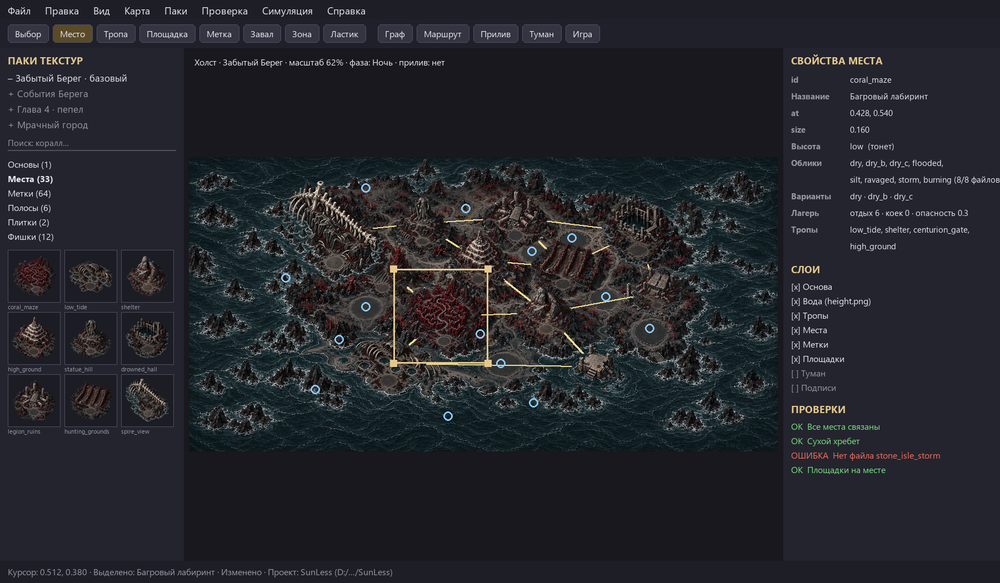 Файл Правка Вид Карта Паки Проверка Симуляция Справка
Выбор Место Тропа Площадка Метка Завал Зона Ластик Граф Маршрут Прилив Туман Игра
ПАКИ ТЕКСТУР
– Забытый Берег · базовый
+ События Берега
+ Глава 4 · пепел
+ Мрачный город
Поиск: коралл...
Основы (1)
Места (33)
Метки (64)
Полосы (6)
Плитки (2)
Фишки (12)
coral_maze low_tide shelter
high_ground statue_hill drowned_hall
legion_ruins hunting_grounds spire_view
Холст · Забытый Берег · масштаб 62% · фаза: Ночь · прилив: нет
СВОЙСТВА МЕСТА
id coral_maze
Название Багровый лабиринт
at 0.428, 0.540
size 0.160
Высота low (тонет)
Облики dry, dry_b, dry_c, flooded,
silt, ravaged, storm, burning (8/8 файлов
Варианты dry · dry_b · dry_c
Лагерь отдых 6 · коек 0 · опасность 0.3
Тропы low_tide, shelter, centurion_gate,
high_ground
СЛОИ
[x] Основа
[x] Вода (height.png)
[x] Тропы
[x] Места
[x] Метки
[x] Площадки
[ ] Туман
[ ] Подписи
ПРОВЕРКИ
OK Все места связаны
OK Сухой хребет
ОШИБКА Нет файла stone_isle_storm
OK Площадки на месте
Курсор: 0.512, 0.380 · Выделено: Багровый лабиринт · Изменено · Проект: SunLess (D:/.../SunLess)